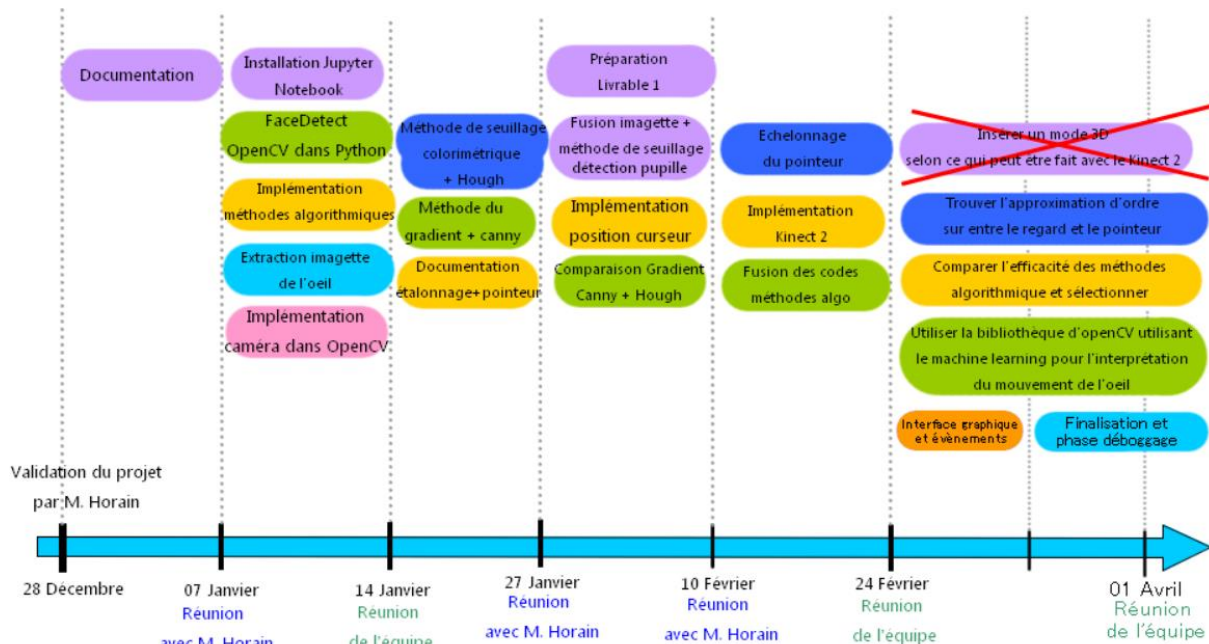 Documentation
Installation Jupyter
Notebook
FaceDetect
OpenCV dans Python
Implémentation
méthodes algorithmiques
Extraction imagette
de l'oeil
Implémentation
caméra dans OpenCV
Méthode de seuillage
colorimétrique
+ Hough
Méthode du
gradient + canny
Documentation
étalonnage+ pointeur
Préparation
Livrable 1
Fusion imagette +
méthode de seuillage
détection pupille
Implémentation
position curseur
Comparaison Gradient
Canny + Hough
Echelonnage
du pointeur
Implémentation
Kinect 2
Fusion des codes
méthodes algo
Insérer un mode 3D
selon ce qui peut être fait avec le Kinect 2
Trouver l'approximation d'ordre
sur entre le regard et le pointeur
Comparer l'efficacité des méthodes
algorithmique et sélectionner
Utiliser la bibliothèque d'openCV utilisant
le machine learning pour l'interprétation
du mouvement de l'oeil
Interface graphique
et évènements
Finalisation et
phase déboggage
Validation du projet
par M. Horain
28 Décembre
07 Janvier
Réunion
avec M. Horain
14 Janvier
Réunion
de l'équipe
27 Janvier
Réunion
avec M. Horain
10 Février
Réunion
avec M. Horain
24 Février
Réunion
de l'équipe
01 Avril
Réunion
de l'équipe